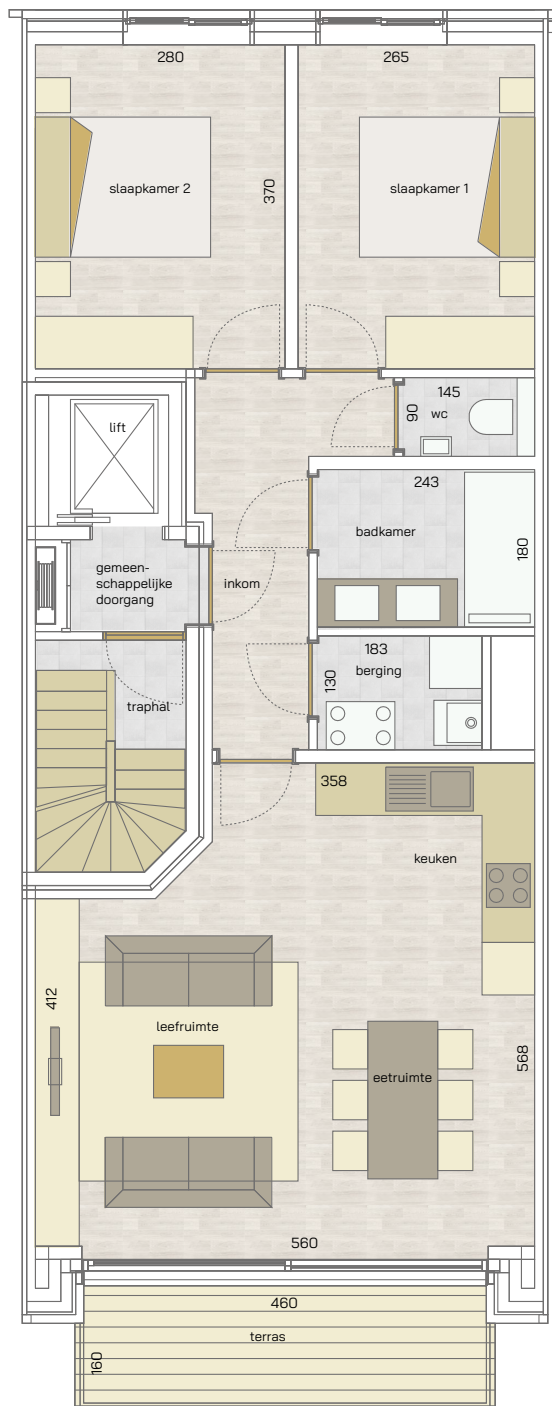 280
265
slaapkamer 2
370
slaapkamer 1
145
wc
90
lift
243
badkamer
180
gemeen-
schappelijke
doorgang
inkom
183
berging
130
traphal
358
keuken
412
leefruimte
eetruimte
568
560
460
terras
160